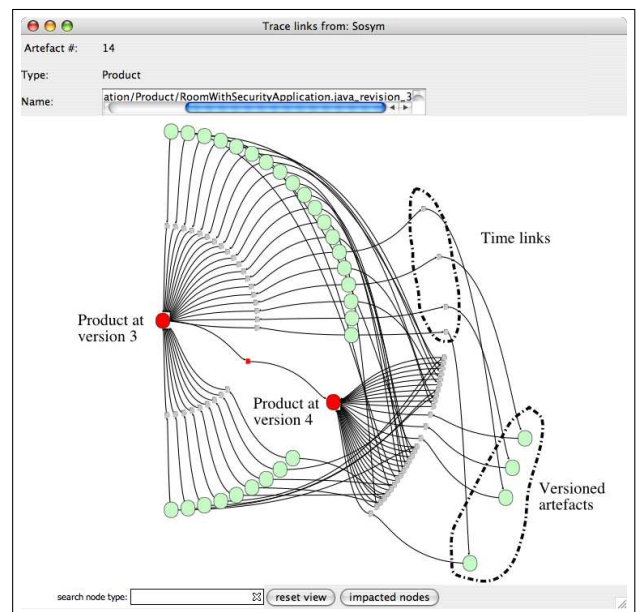 Trace links from: Sosym
Artefact #: 14
Type: Product
Name: ation/Product/RoomWithSecurityApplication.java_revision_3
Time links
Product at
version 3
Product at
version 4
Versioned
artefacts
search node type: reset view impacted nodes